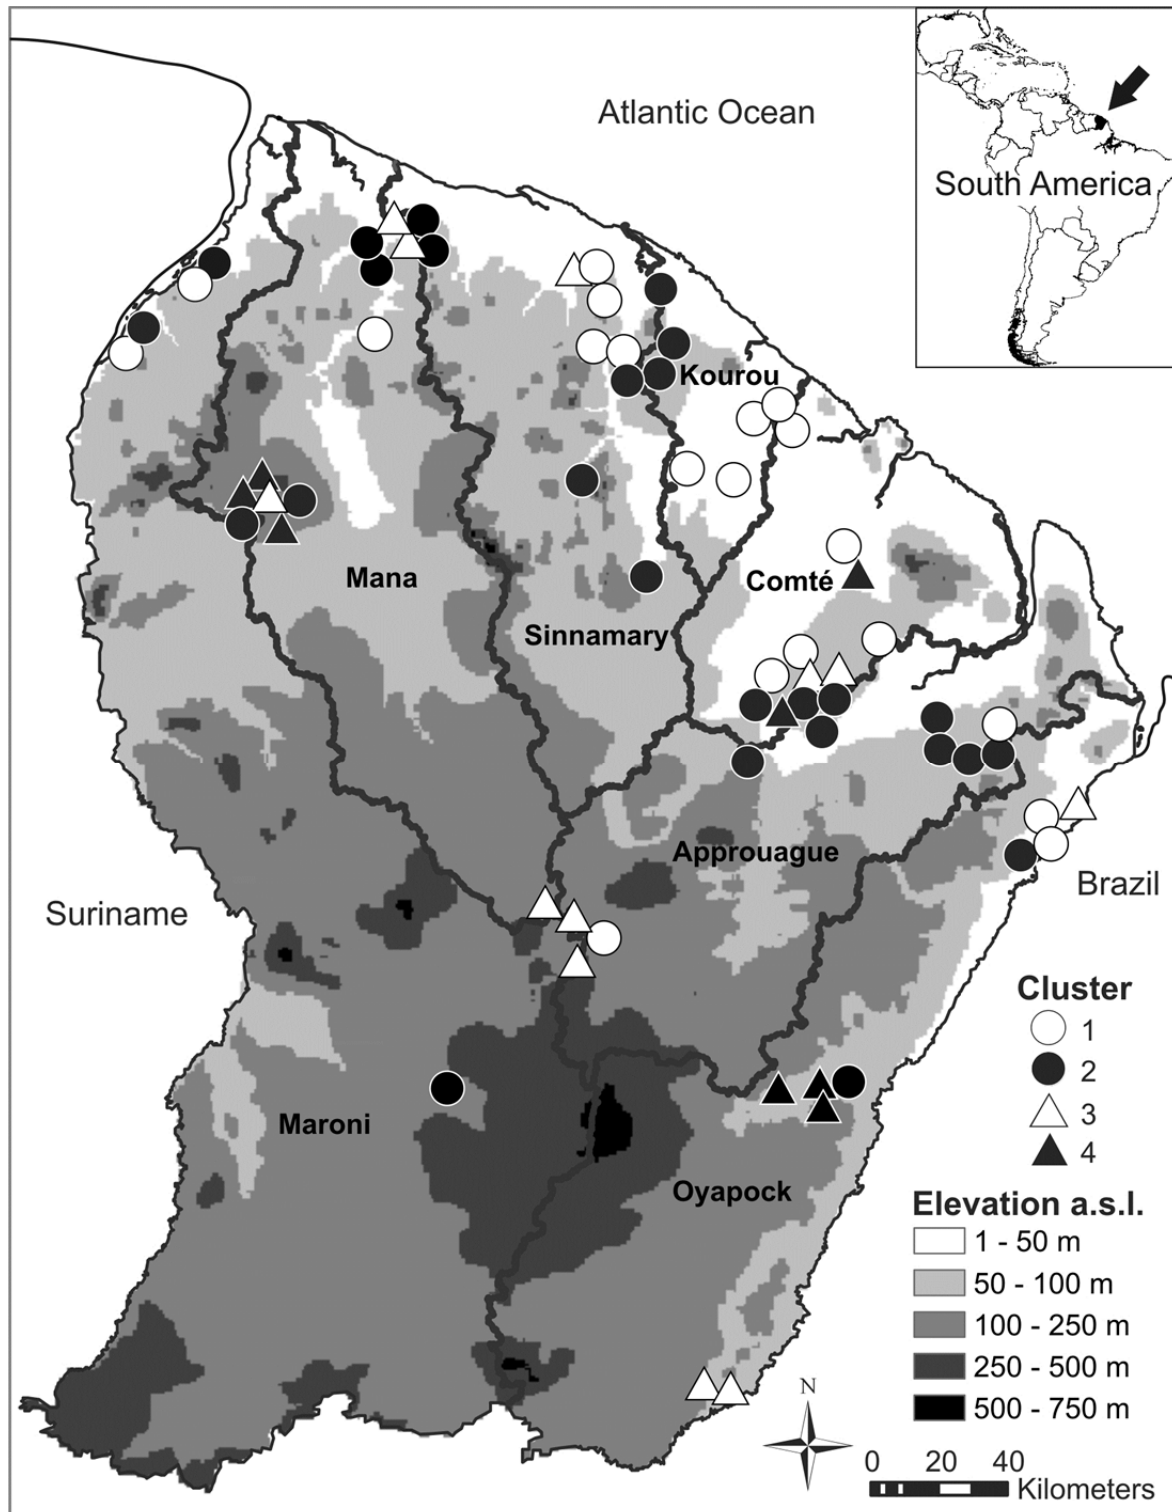 Atlantic Ocean
South America
Kourou
Mana
Comté
Sinnamary
Approuague
Suriname
Brazil
Maroni
Oyapock
Cluster
1
2
3
4
Elevation a.s.l.
1 - 50 m
50 - 100 m
100 - 250 m
250 - 500 m
500 - 750 m
N
0 20 40
Kilometers